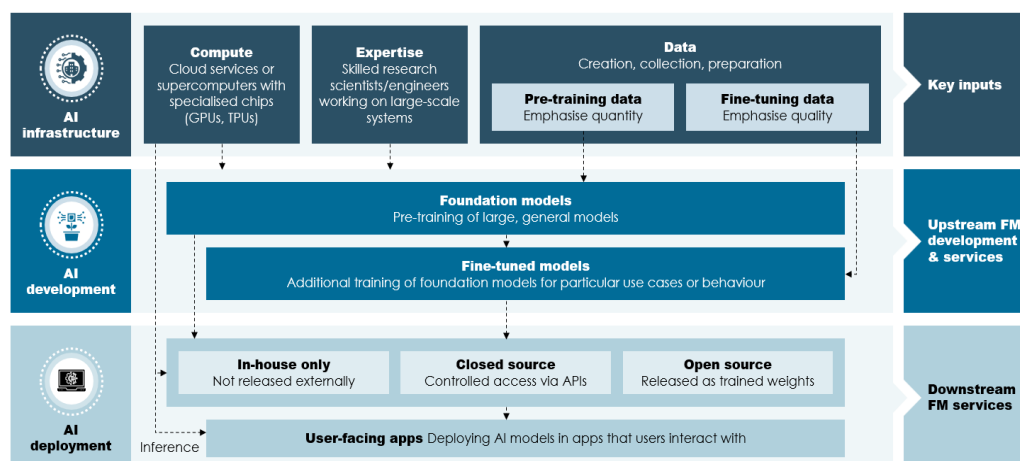 AI
infrastructure
Compute
Cloud services or
supercomputers with
specialised chips
(GPUs, TPUs)
Expertise
Skilled research
scientists/engineers
working on large-scale
systems
Data
Creation, collection, preparation
Pre-training data
Emphasise quantity
Fine-tuning data
Emphasise quality
Key inputs
AI
development
Foundation models
Pre-training of large, general models
Fine-tuned models
Additional training of foundation models for particular use cases or behaviour
Upstream FM
development
& services
AI
deployment
In-house only
Not released externally
Closed source
Controlled access via APIs
Open source
Released as trained weights
Inference
User-facing apps Deploying AI models in apps that users interact with
Downstream
FM services